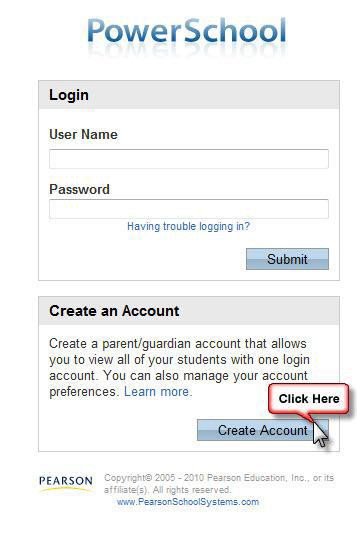 PowerSchool
Login
User Name
Password
Having trouble logging in?
Submit
Create an Account
Create a parent/guardian account that allows
you to view all of your students with one login
account. You can also manage your account
preferences. Learn more.
Click Here
Create Account
PEARSON
Copyright© 2005 - 2010 Pearson Education, Inc., or its
affiliate(s). All rights reserved.
www.PearsonSchoolSystems.com